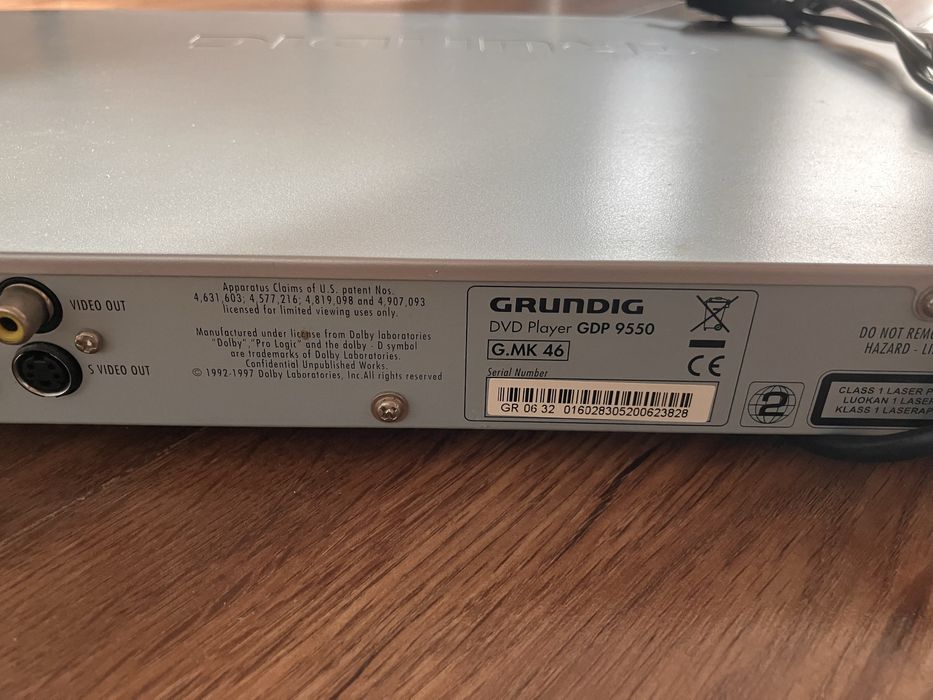 VIDEO OUT
S VIDEO OUT
Apparatus Claims of U.S. patent Nos.
4,631,603; 4,577,216; 4,819,098 and 4,907,093
licensed for limited viewing uses only.
Manufactured under license from Dolby laboratories
"Dolby","Pro Logic" and the dolby - D symbol
are trademarks of Dolby Laboratories.
Confidential Unpublished Works.
© 1992-1997 Dolby Laboratories, Inc.All rights reserved
GRUNDIG
DVD Player GDP 9550
G.MK 46
Serial Number
GR 06 32 016028305200623828
CE
2
DO NOT
HAZARD -
CLASS 1 LASER
LUOKAN 1
KLASS 1